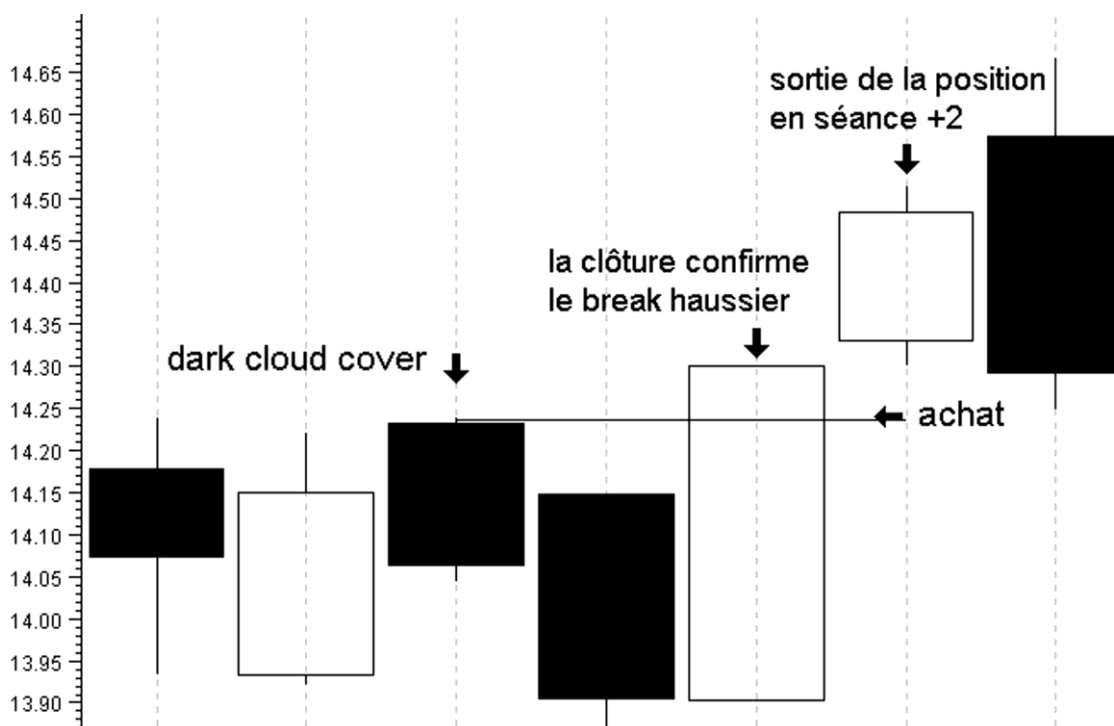 sortie de la position
en séance +2
la clôture confirme
le break haussier
dark cloud cover
achat
14.65
14.60
14.55
14.50
14.45
14.40
14.35
14.30
14.25
14.20
14.15
14.10
14.05
14.00
13.95
13.90